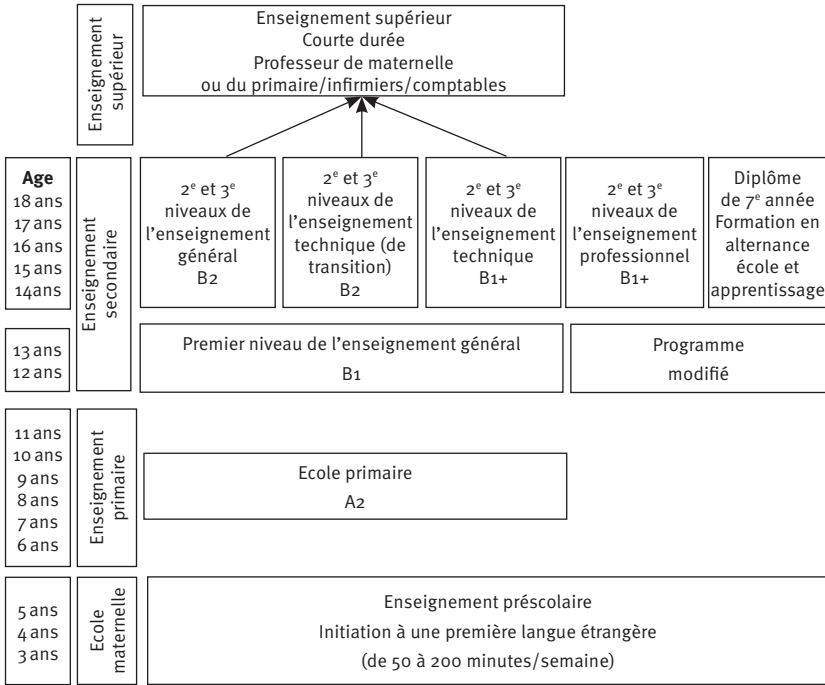 Enseignement supérieur
Enseignement supérieur
Courte durée
Professeur de maternelle
ou du primaire/infirmiers/comptables
Age
18 ans
17 ans
16 ans
15 ans
14ans
Enseignement secondaire
2e et 3e
niveaux de
l’enseignement
général
B2
2e et 3e
niveaux de
l’enseignement
technique (de
transition)
B2
2e et 3e
niveaux de
l’enseignement
technique
B1+
2e et 3e
niveaux de
l’enseignement
professionnel
B1+
Diplôme
de 7e année
Formation en
alternance
école et
apprentissage
13 ans
12 ans
Premier niveau de l’enseignement général
B1
Programme
modifié
11 ans
10 ans
9 ans
8 ans
7 ans
6 ans
Enseignement
primaire
Ecole primaire
A2
5 ans
4 ans
3 ans
Ecole
maternelle
Enseignement préscolaire
Initiation à une première langue étrangère
(de 50 à 200 minutes/semaine)